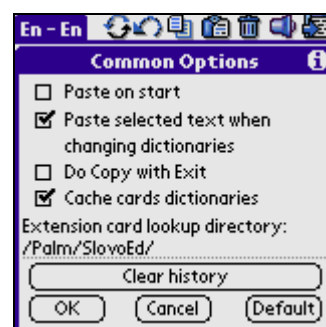 En - En
Common Options
Paste on start
Paste selected text when
changing dictionaries
Do Copy with Exit
Cache cards dictionaries
Extension card lookup directory:
/Palm/SlovoEd/
Clear history
OK Cancel Default